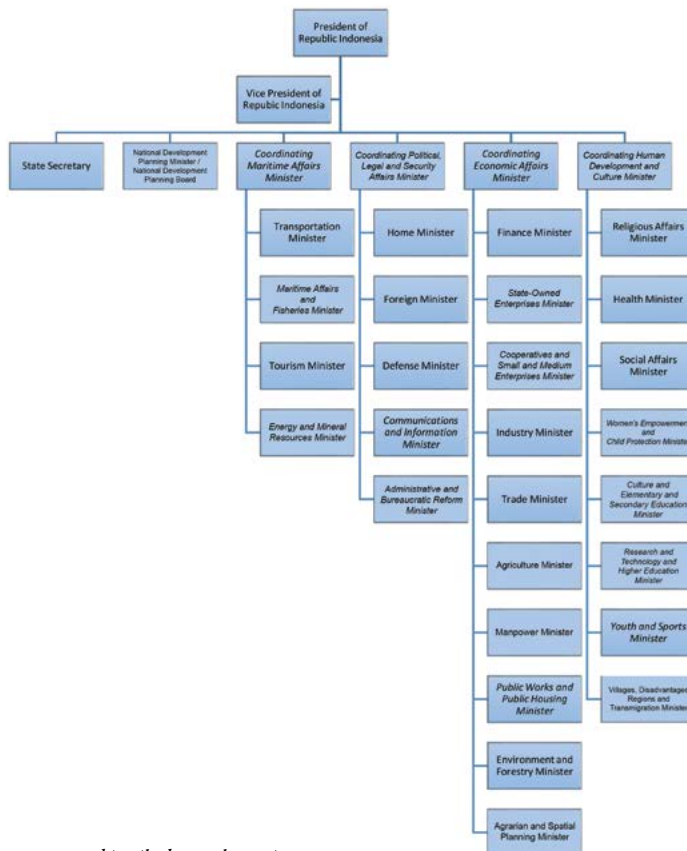 President of
Republic Indonesia
Vice President of
Repubic Indonesia
State Secretary
National Development
Planning Minister /
National Development
Planning Board
Coordinating
Maritime Affairs
Minister
Coordinating Political,
Legal and Security
Affairs Minister
Coordinating
Economic Affairs
Minister
Coordinating Human
Development and
Culture Minister
Transportation
Minister
Maritime Affairs
and
Fisheries Minister
Tourism Minister
Energy and Mineral
Resources Minister
Home Minister
Foreign Minister
Defense Minister
Communications
and Information
Minister
Administrative and
Bureaucratic Reform
Minister
Finance Minister
State-Owned
Enterprises Minister
Cooperatives and
Small and Medium
Enterprises Minister
Industry Minister
Trade Minister
Agriculture Minister
Manpower Minister
Public Works and
Public Housing
Minister
Environment and
Forestry Minister
Agrarian and Spatial
Planning Minister
Religious Affairs
Minister
Health Minister
Social Affairs
Minister
Women's Empowerment
and
Child Protection Minister
Culture and
Elementary and
Secondary Education
Minister
Research and
Technology and
Higher Education
Minister
Youth and Sports
Minister
Villages, Disadvantaged
Regions and
Transmigration Minister